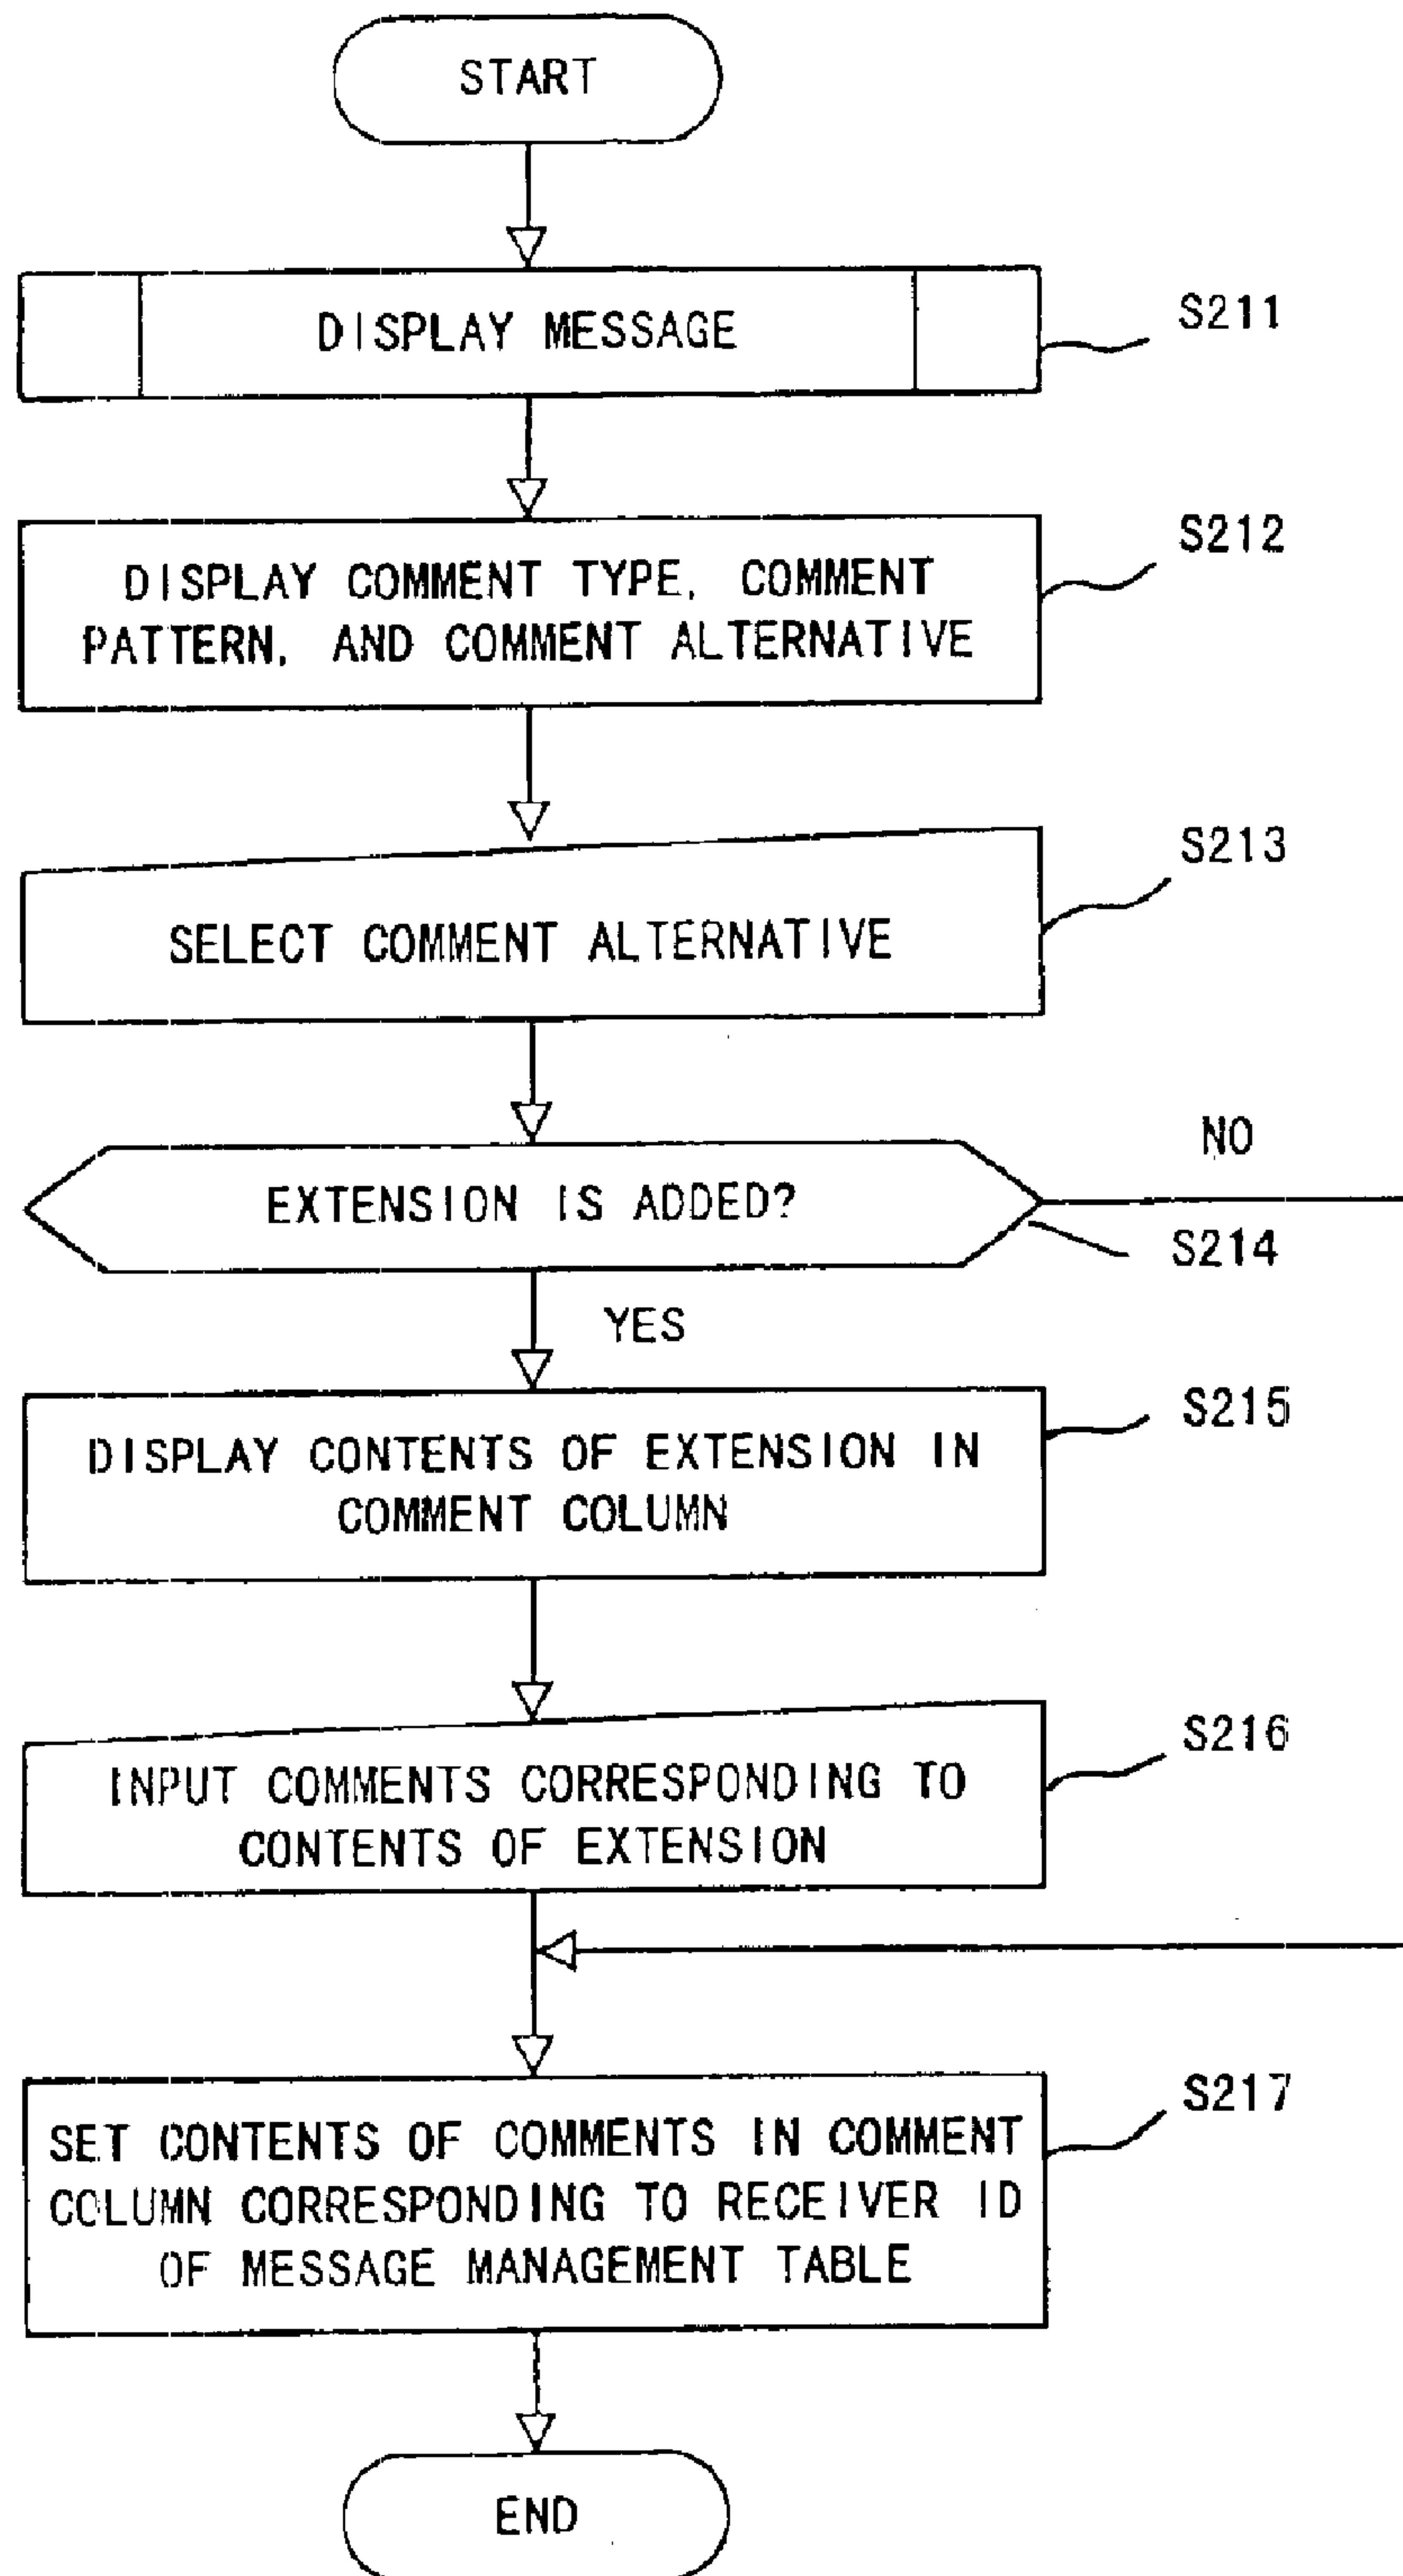 START
DISPLAY MESSAGE
S211
DISPLAY COMMENT TYPE, COMMENT
PATTERN, AND COMMENT ALTERNATIVE
S212
SELECT COMMENT ALTERNATIVE
S213
EXTENSION IS ADDED?
NO
S214
YES
DISPLAY CONTENTS OF EXTENSION IN
COMMENT COLUMN
S215
INPUT COMMENTS CORRESPONDING TO
CONTENTS OF EXTENSION
S216
SET CONTENTS OF COMMENTS IN COMMENT
COLUMN CORRESPONDING TO RECEIVER ID
OF MESSAGE MANAGEMENT TABLE
S217
END